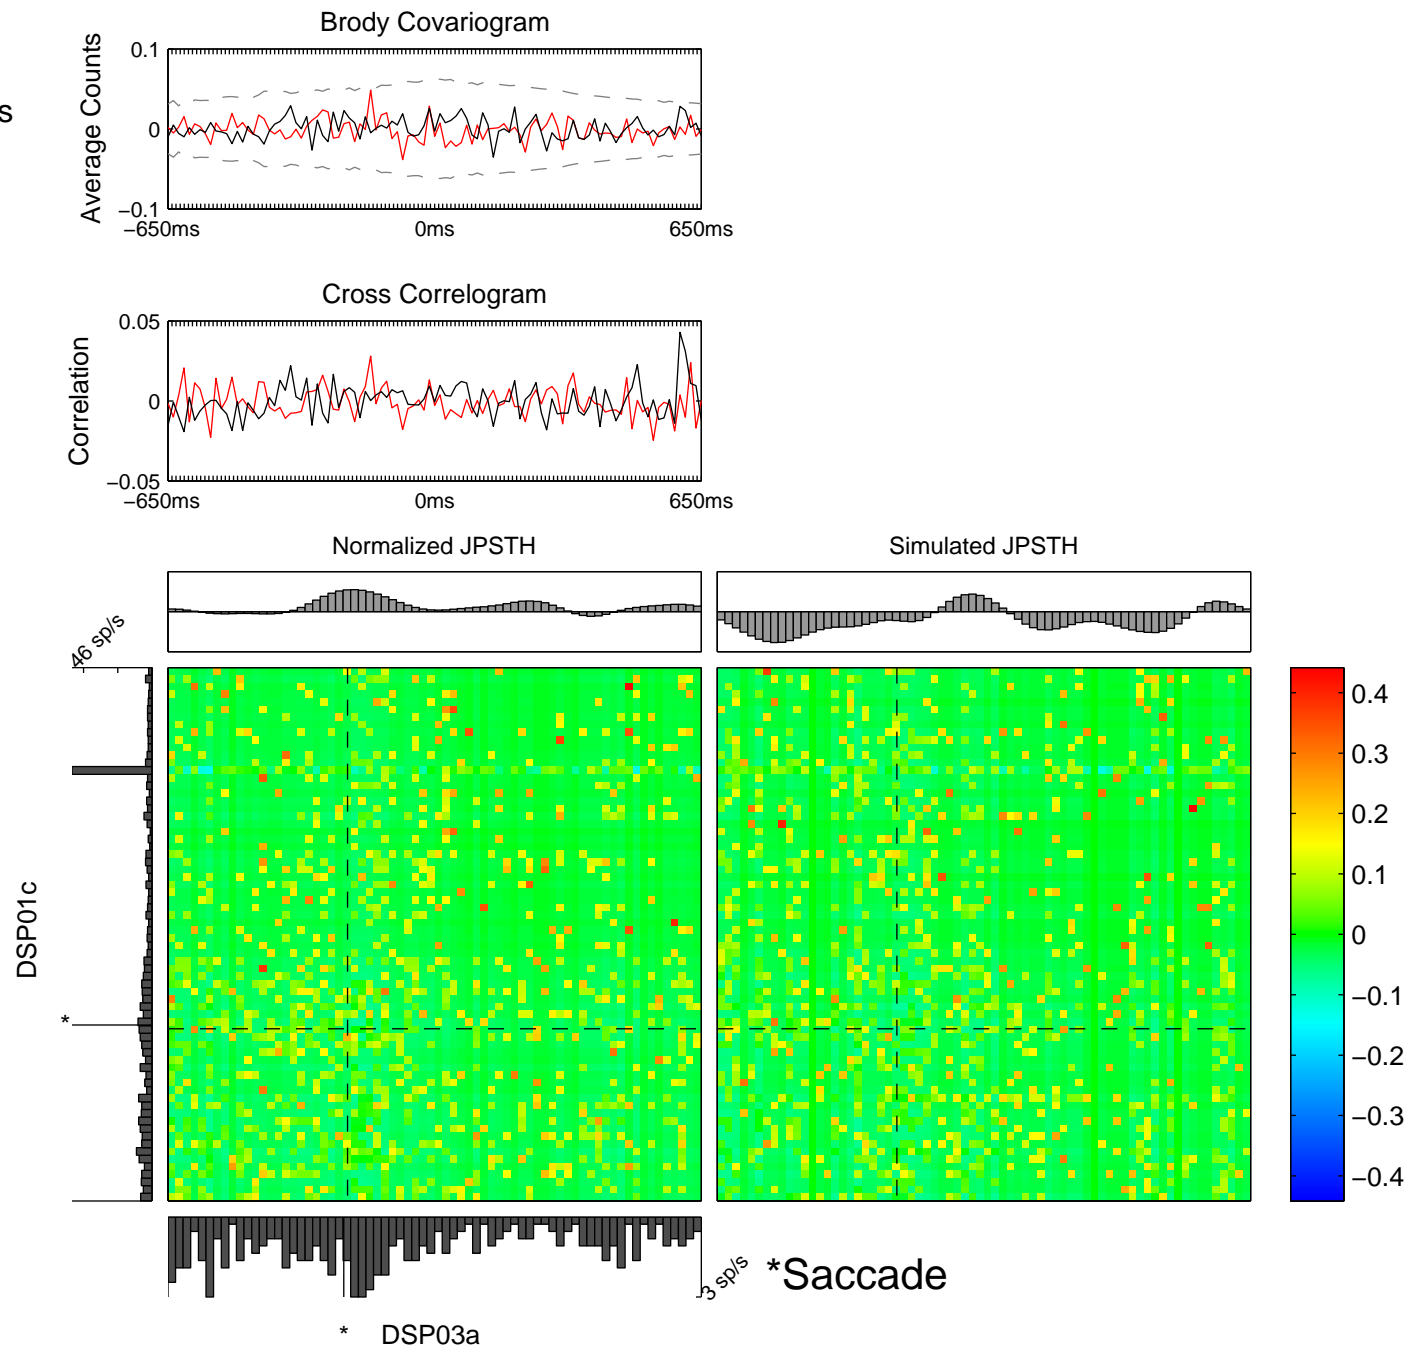 Brody Covariogram
s
Average Counts
0.1
0
−0.1
−650ms
0ms
650ms
Cross Correlogram
Correlation
0.05
0
−0.05
−650ms
0ms
650ms
Normalized JPSTH
Simulated JPSTH
46 sp/s
DSP01c
*
0.4
0.3
0.2
0.1
0
−0.1
−0.2
−0.3
−0.4
3 sp/s
*Saccade
* DSP03a